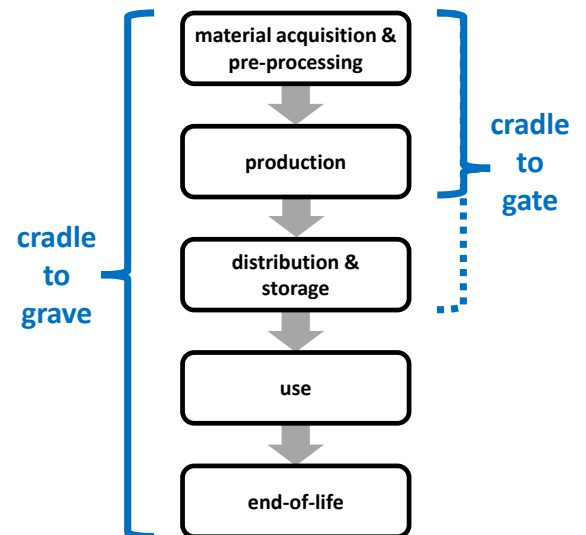 material acquisition &
pre-processing
production
distribution &
storage
use
end-of-life
cradle
to
grave
cradle
to
gate